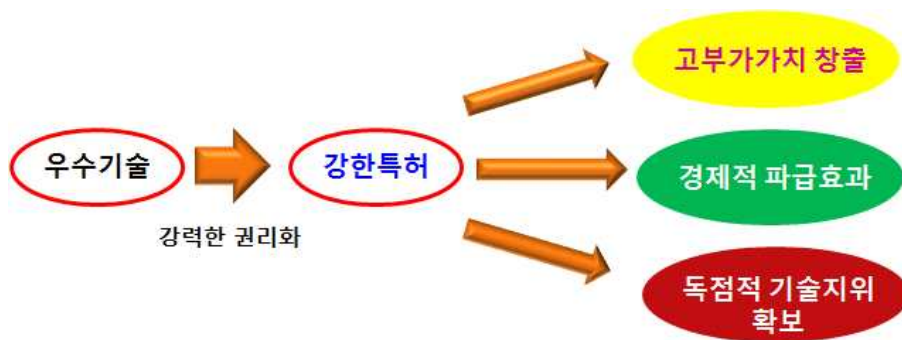 고부가가치 창출
우수기술
강한특허
경제적 파급효과
강력한 권리화
독점적 기술지위
확보